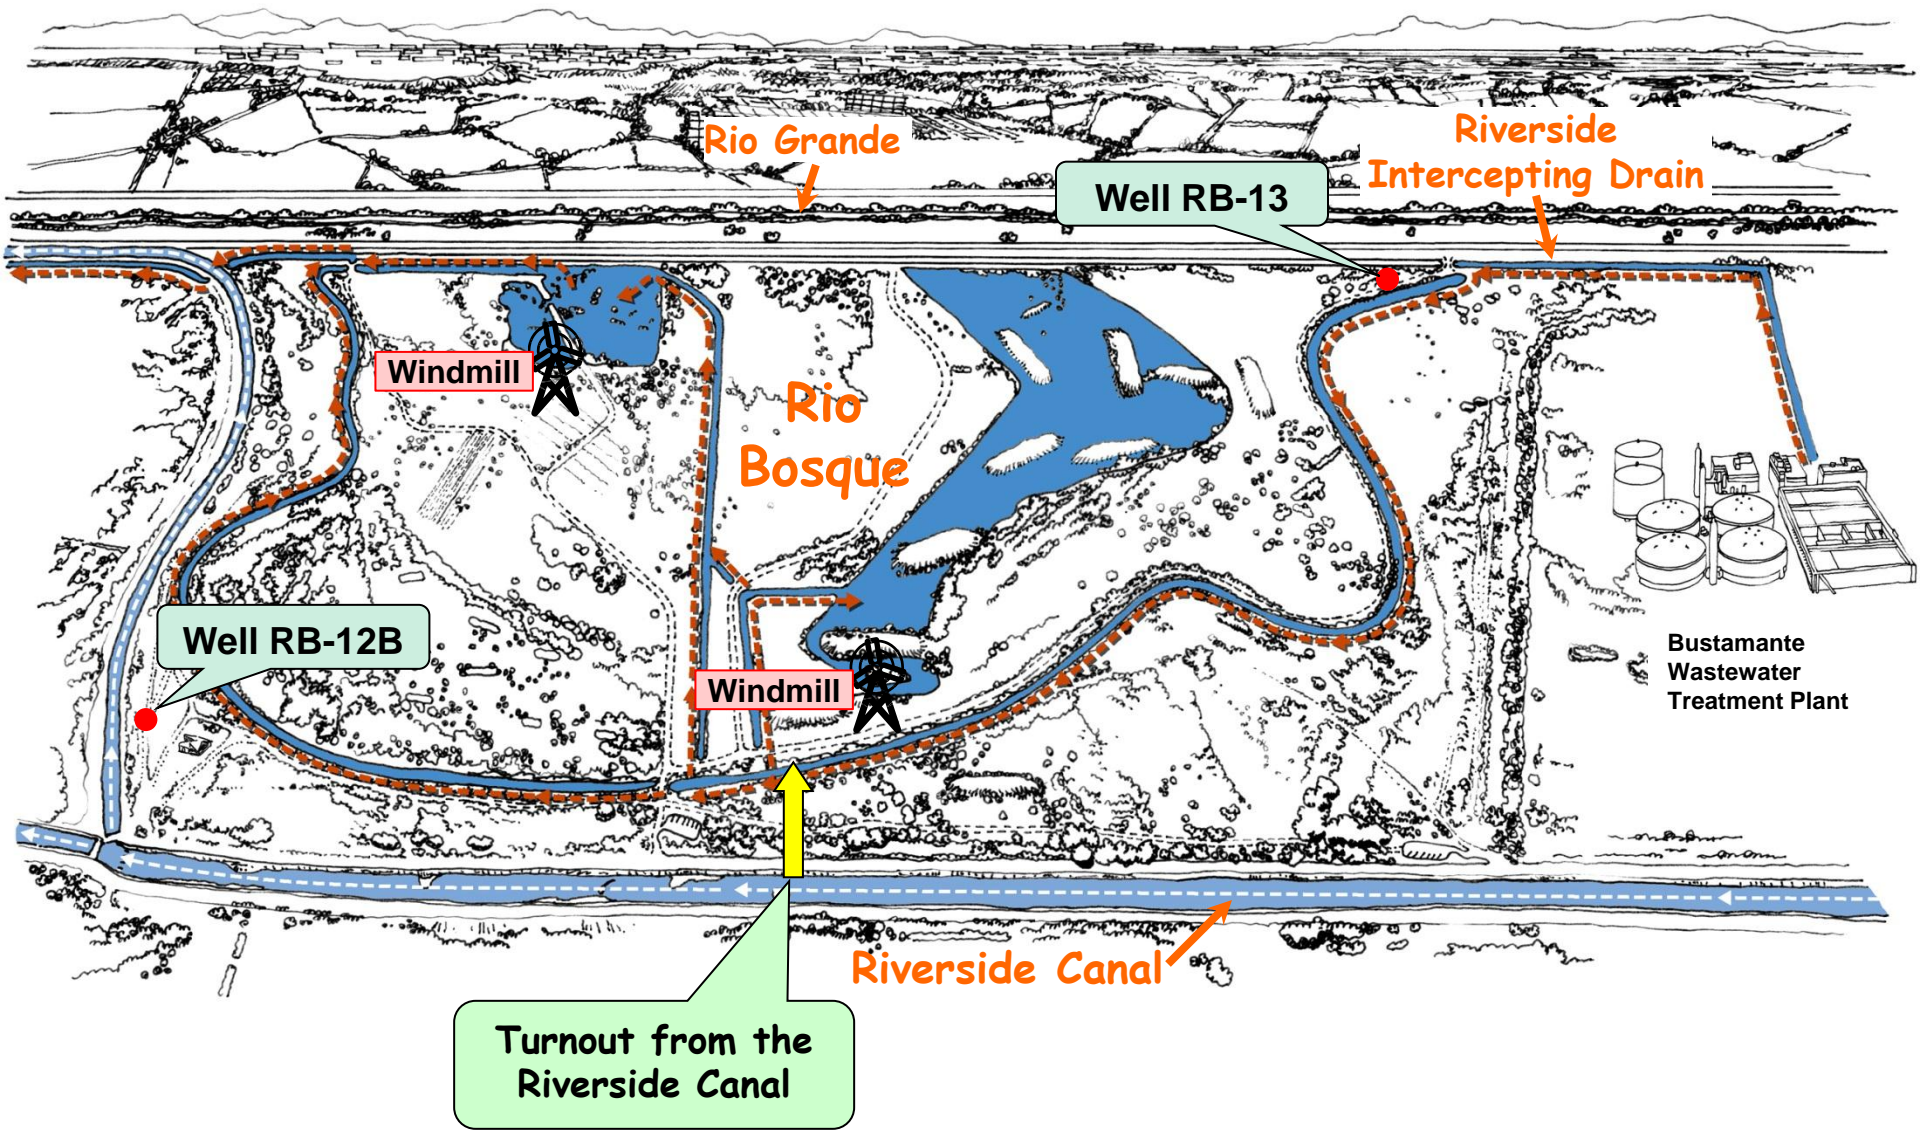 Rio Grande
Riverside
Intercepting Drain
Well RB-13
Windmill
Rio
Bosque
Well RB-12B
Windmill
Bustamante
Wastewater
Treatment Plant
Riverside Canal
Turnout from the
Riverside Canal